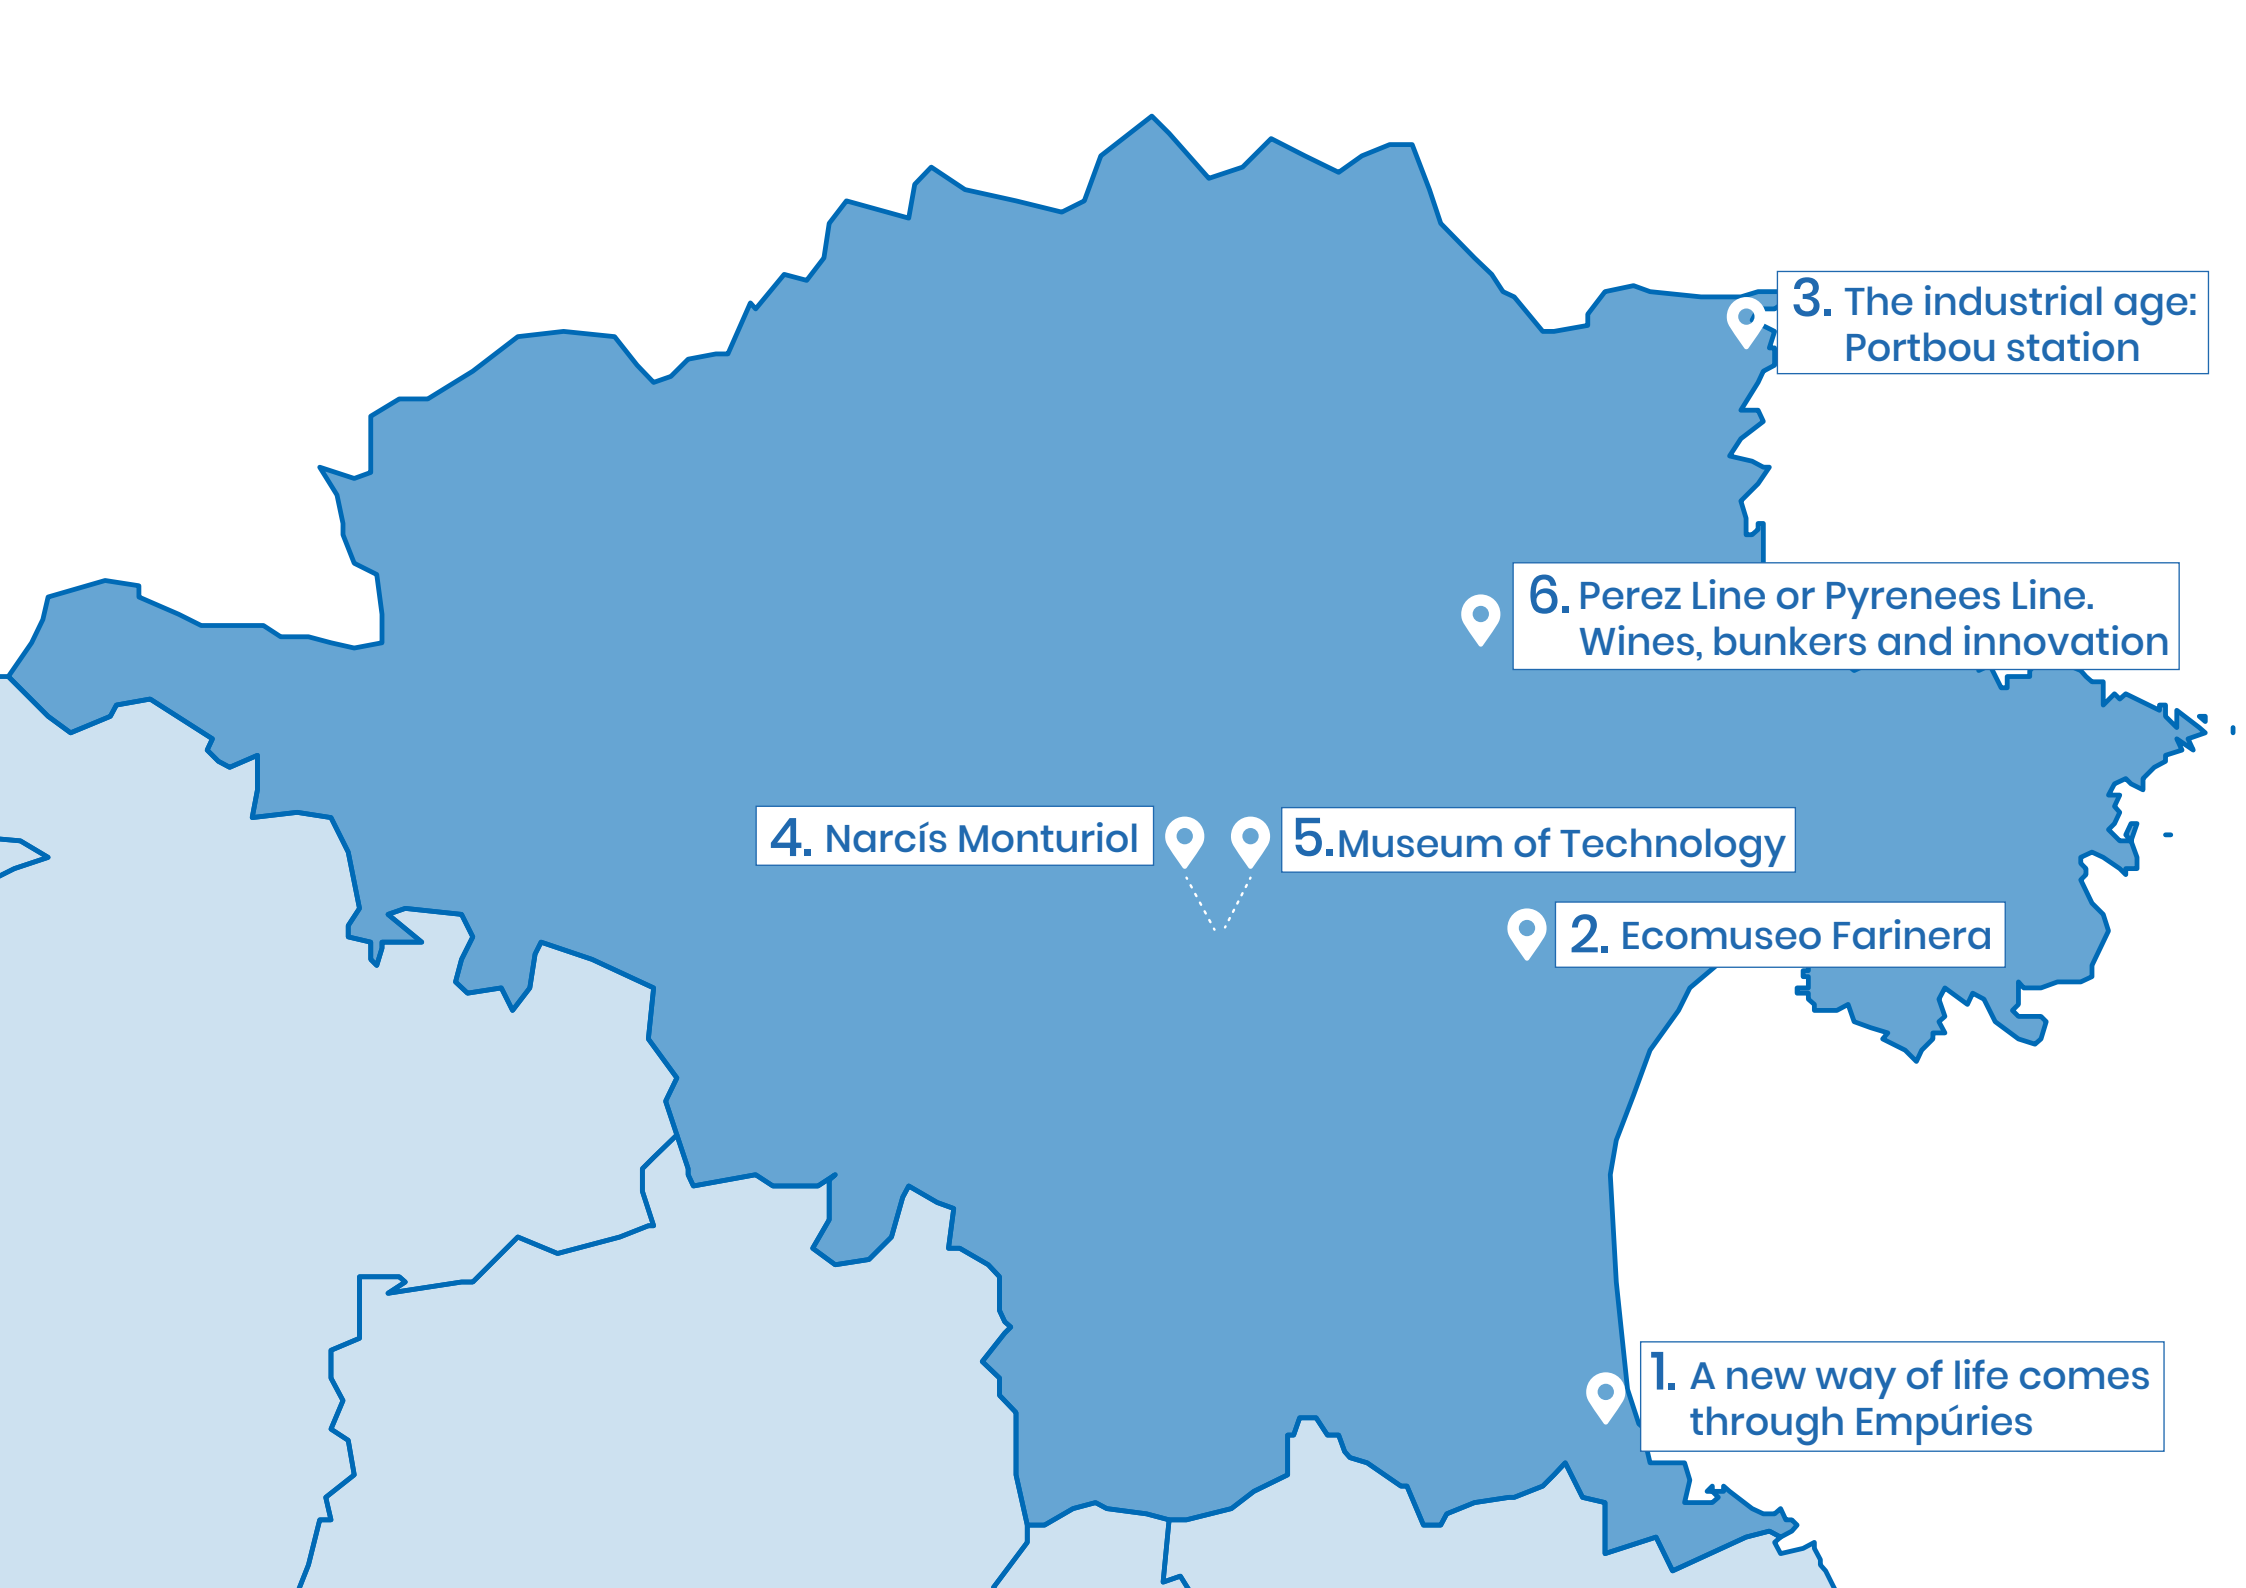 3. The industrial age:
Portbou station
6. Perez Line or Pyrenees Line.
Wines, bunkers and innovation
4. Narcís Monturiol
5. Museum of Technology
2. Ecomuseo Farinera
1. A new way of life comes
through Empúries